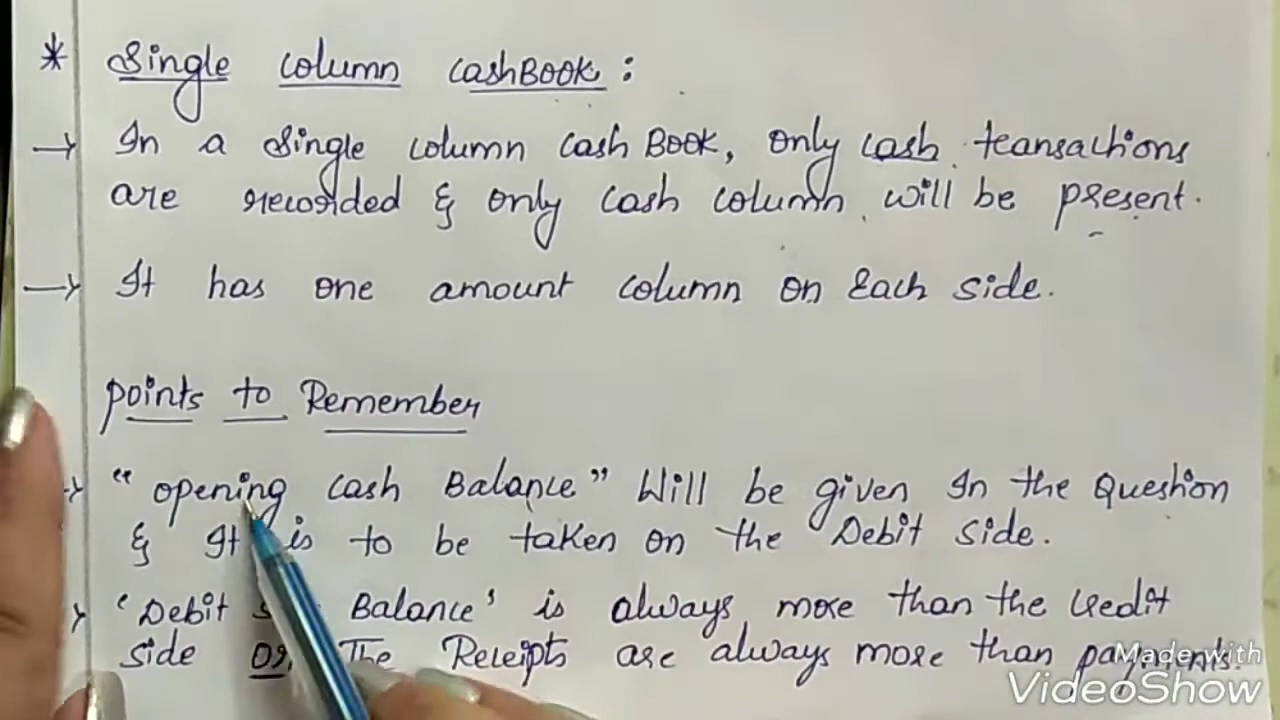 * Single column CashBook :
→ In a Single column cash Book, Only cash transactions
are recorded & only cash column will be present.
→ It has one amount column on Each side.
Points to Remember
→ "Opening Cash Balance" Will be given In the Question
& It is to be taken on the Debit side.
→ 'Debit Balance' is always more than the credit
side Or, The Receipts are always more than payments.
Made with
VideoShow